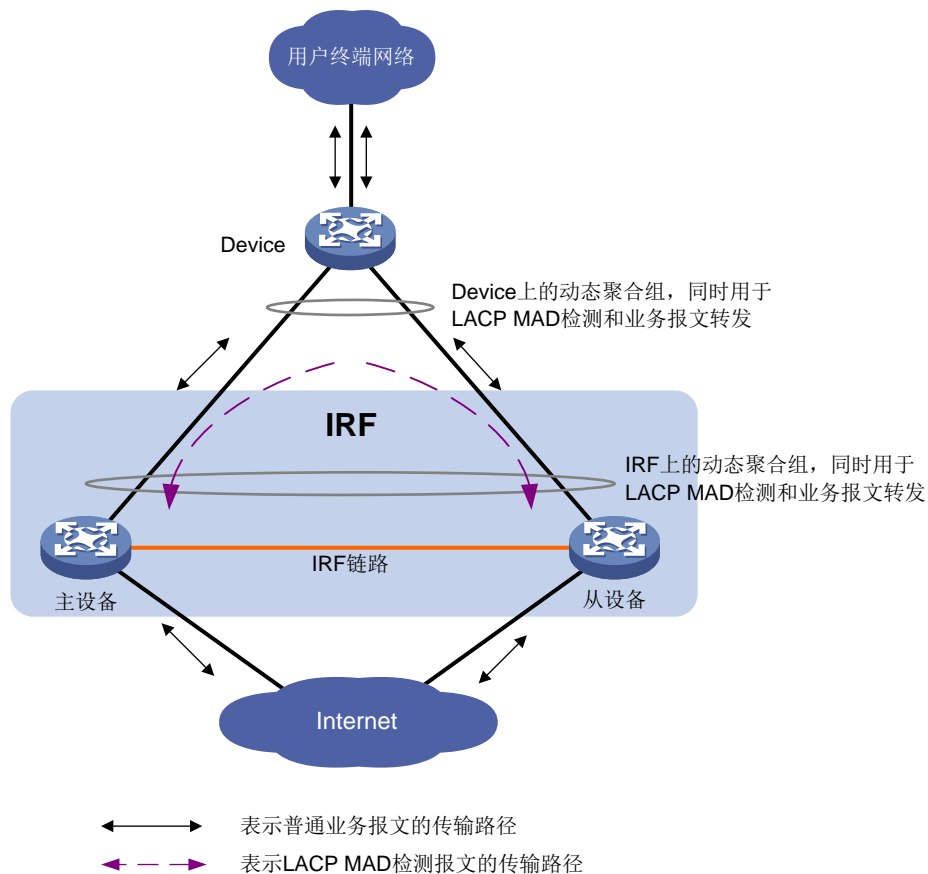 用户终端网络
Device
Device上的动态聚合组，同时用于
LACP MAD检测和业务报文转发
IRF
IRF上的动态聚合组，同时用于
LACP MAD检测和业务报文转发
IRF链路
主设备
从设备
Internet
表示普通业务报文的传输路径
表示LACP MAD检测报文的传输路径